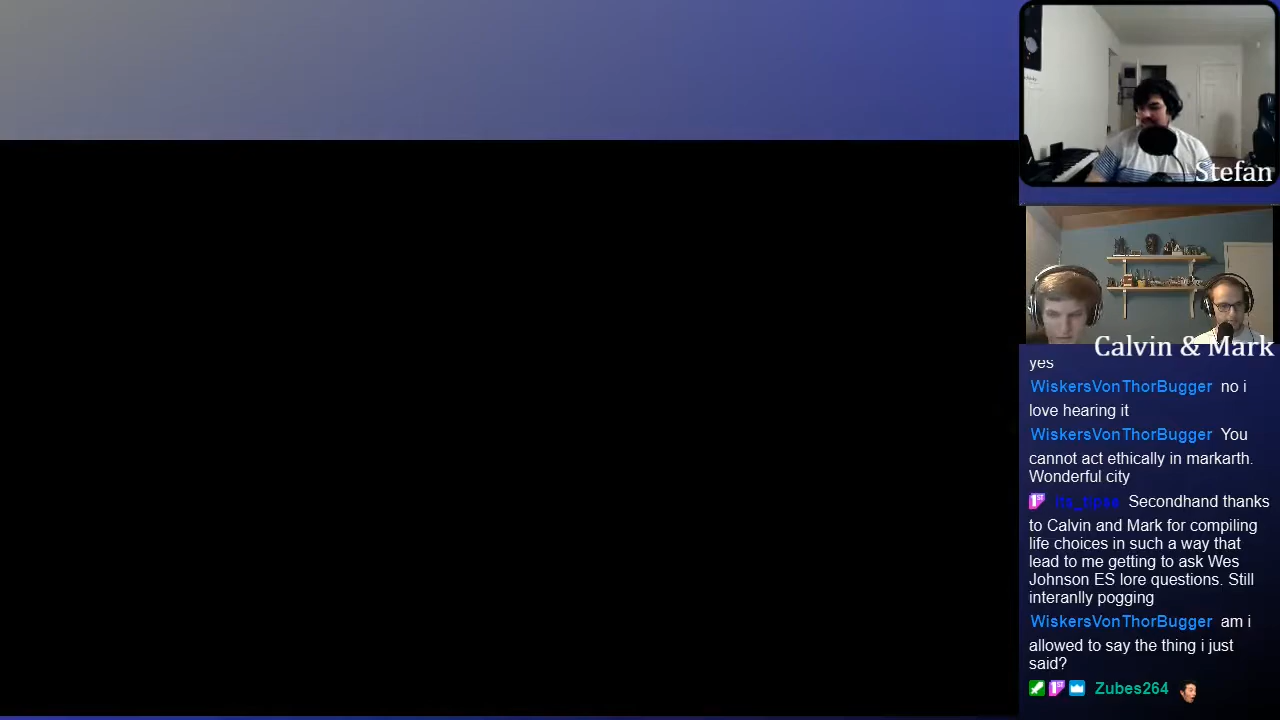 Stefan
Calvin & Mark
yes
WiskersVonThorBugger no i
love hearing it
WiskersVonThorBugger You
cannot act ethically in markarth.
Wonderful city
its_tipse Secondhand thanks
to Calvin and Mark for compiling
life choices in such a way that
lead to me getting to ask Wes
Johnson ES lore questions. Still
interanlly pogging
WiskersVonThorBugger am i
allowed to say the thing i just
said?
Zubes264